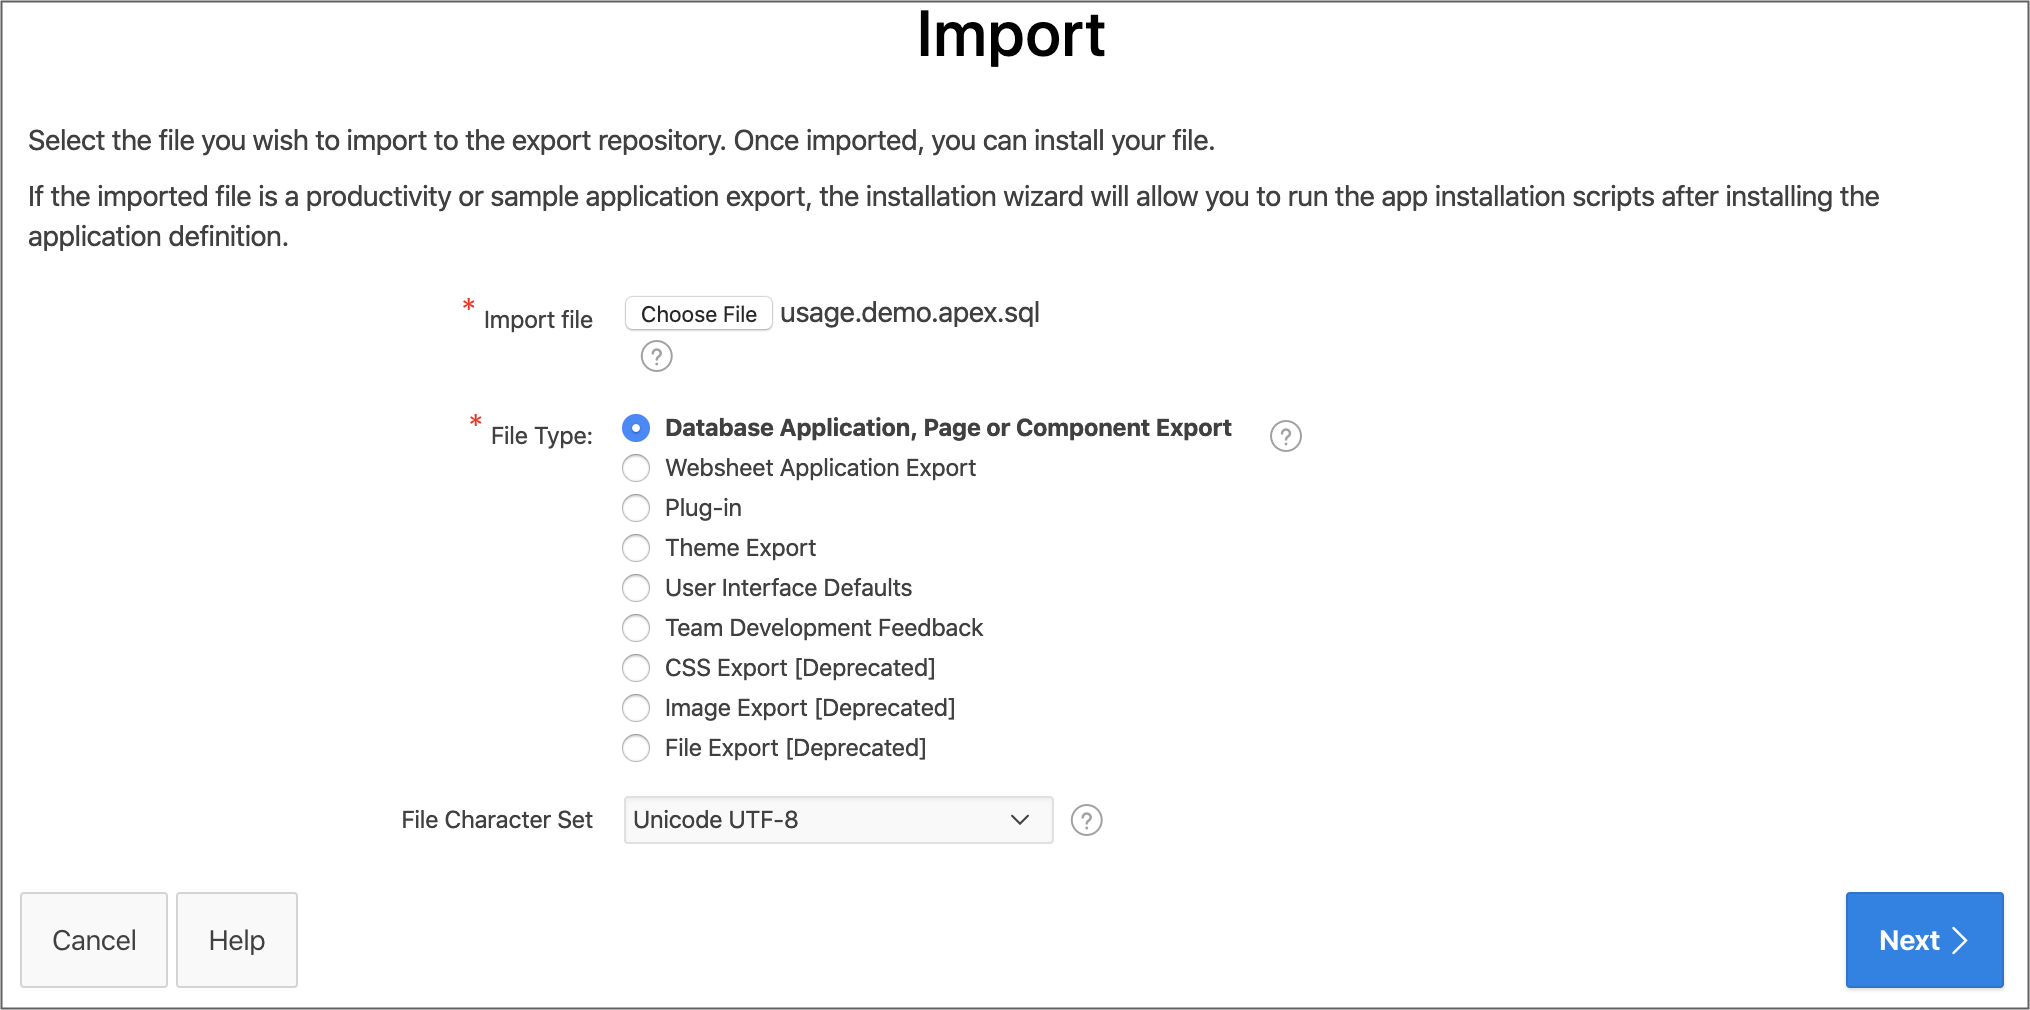 Import
Select the file you wish to import to the export repository. Once imported, you can install your file.
If the imported file is a productivity or sample application export, the installation wizard will allow you to run the app installation scripts after installing the
application definition.
* Import file Choose File usage.demo.apex.sql
?
* File Type: Database Application, Page or Component Export ?
Websheet Application Export
Plug-in
Theme Export
User Interface Defaults
Team Development Feedback
CSS Export [Deprecated]
Image Export [Deprecated]
File Export [Deprecated]
File Character Set Unicode UTF-8 ?
Cancel Help Next